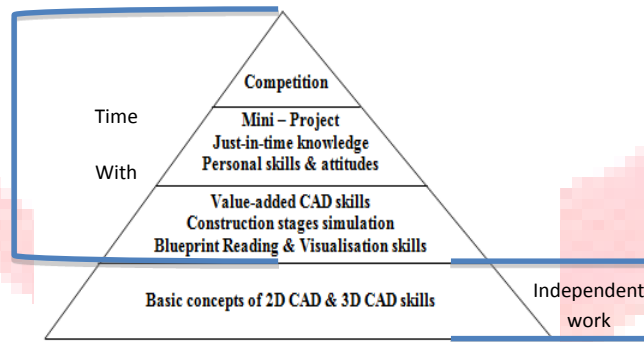 Competition
Time
Mini – Project
Just-in-time knowledge
Personal skills & attitudes
With
Value-added CAD skills
Construction stages simulation
Blueprint Reading & Visualisation skills
Basic concepts of 2D CAD & 3D CAD skills
Independent
work